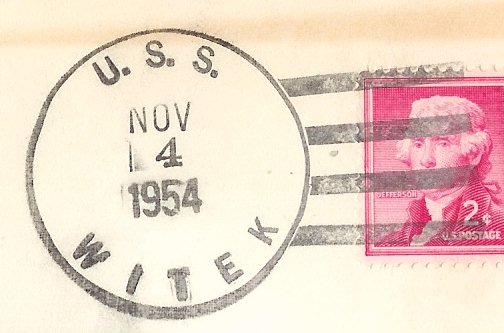 U. S. S.
NOV
4
1954
WITEK
JEFFERSON
2¢
U.S. POSTAGE